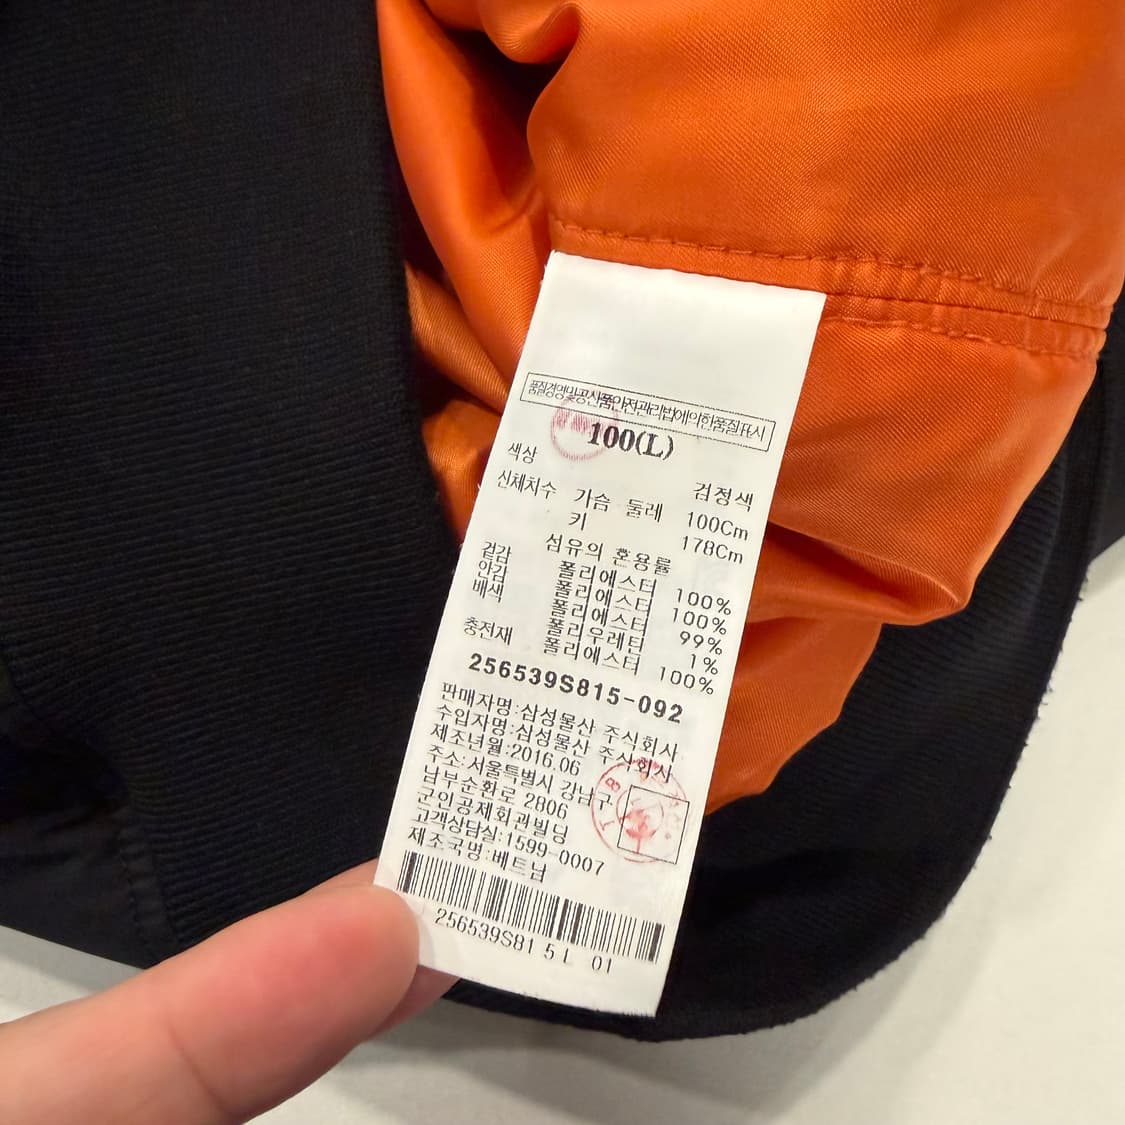 품질경영및공산품안전관리법에의한품질표시
100(L)
색상 검정색
신체치수 가슴 둘레 100Cm
키 178Cm
섬유의 혼용률
겉감 폴리에스터 100%
안감 폴리에스터 100%
배색 폴리에스터 99%
폴리우레탄 1%
충전재 폴리에스터 100%
256539S815-092
판매자명:삼성물산 주식회사
수입자명:삼성물산 주식회사
제조년월:2016.06
주소:서울특별시 강남구
남부순환로 2806
군인공제회관빌딩
고객상담실:1599-0007
제조국명:베트남
256539S81 5 L 01